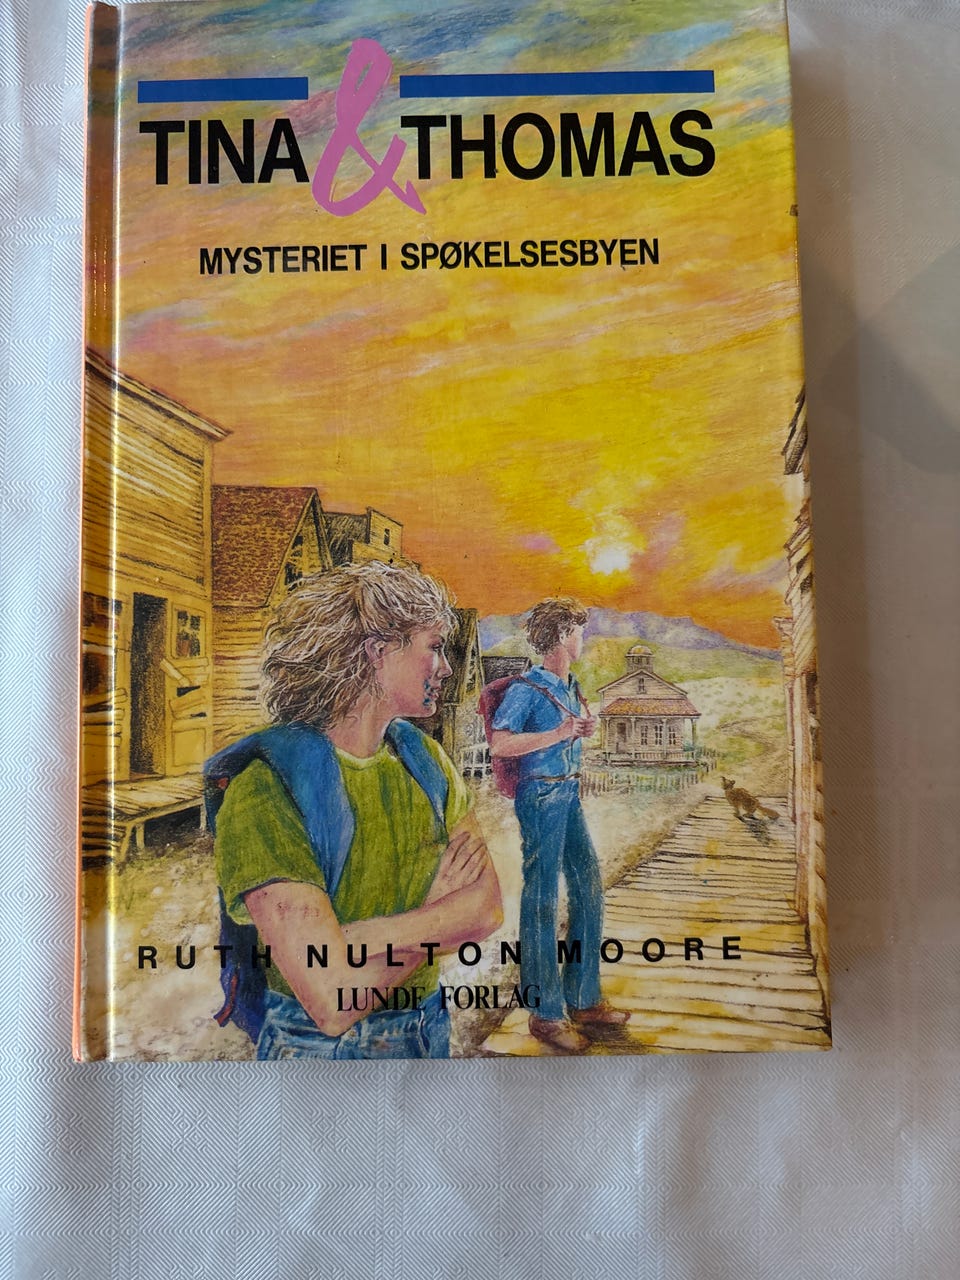 TINA & THOMAS
MYSTERIET I SPØKELSESBYEN
RUTH NULTON MOORE
LUNDE FORLAG